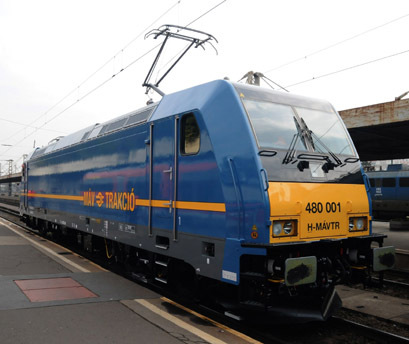 MÁV TRAKCIÓ
480 001
H-MÁVTR